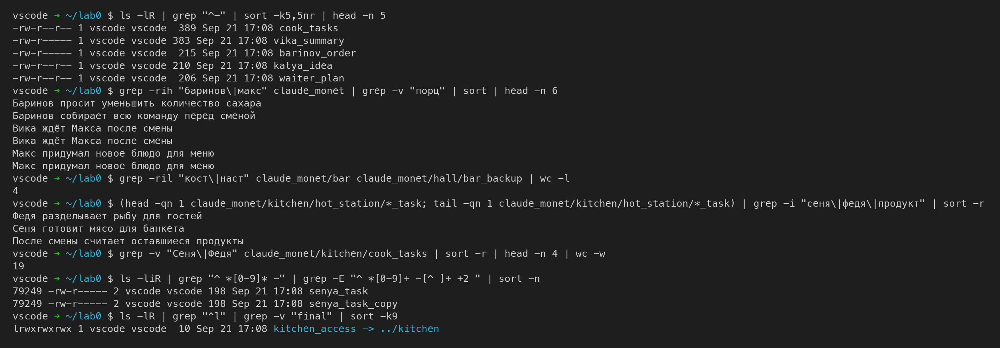 vscode ➜ ~/lab0 $ ls -lR | grep "^-" | sort -k5,5nr | head -n 5
-rw-r--r-- 1 vscode vscode  389 Sep 21 17:08 cook_tasks
-rw-r----- 1 vscode vscode 383 Sep 21 17:08 vika_summary
-rw-r----- 1 vscode vscode  215 Sep 21 17:08 barinov_order
-rw-r--r-- 1 vscode vscode 210 Sep 21 17:08 katya_idea
-rw-r--r-- 1 vscode vscode  206 Sep 21 17:08 waiter_plan
vscode ➜ ~/lab0 $ grep -rih "баринов\|макс" claude_monet | grep -v "порц" | sort | head -n 6
Баринов просит уменьшить количество сахара
Баринов собирает всю команду перед сменой
Вика ждёт Макса после смены
Вика ждёт Макса после смены
Макс придумал новое блюдо для меню
Макс придумал новое блюдо для меню
vscode ➜ ~/lab0 $ grep -ril "кост\|наст" claude_monet/bar claude_monet/hall/bar_backup | wc -l
4
vscode ➜ ~/lab0 $ (head -qn 1 claude_monet/kitchen/hot_station/*_task; tail -qn 1 claude_monet/kitchen/hot_station/*_task) | grep -i "сеня\|федя\|продукт" | sort -r
Федя разделывает рыбу для гостей
Сеня готовит мясо для банкета
После смены считает оставшиеся продукты
vscode ➜ ~/lab0 $ grep -v "Сеня\|Федя" claude_monet/kitchen/cook_tasks | sort -r | head -n 4 | wc -w
19
vscode ➜ ~/lab0 $ ls -liR | grep "^ *[0-9]* -" | grep -E "^ *[0-9]+ -[^ ]+ +2 " | sort -n
79249 -rw-r----- 2 vscode vscode 198 Sep 21 17:08 senya_task
79249 -rw-r----- 2 vscode vscode 198 Sep 21 17:08 senya_task_copy
vscode ➜ ~/lab0 $ ls -lR | grep "^l" | grep -v "final" | sort -k9
lrwxrwxrwx 1 vscode vscode  10 Sep 21 17:08 kitchen_access -> ../kitchen